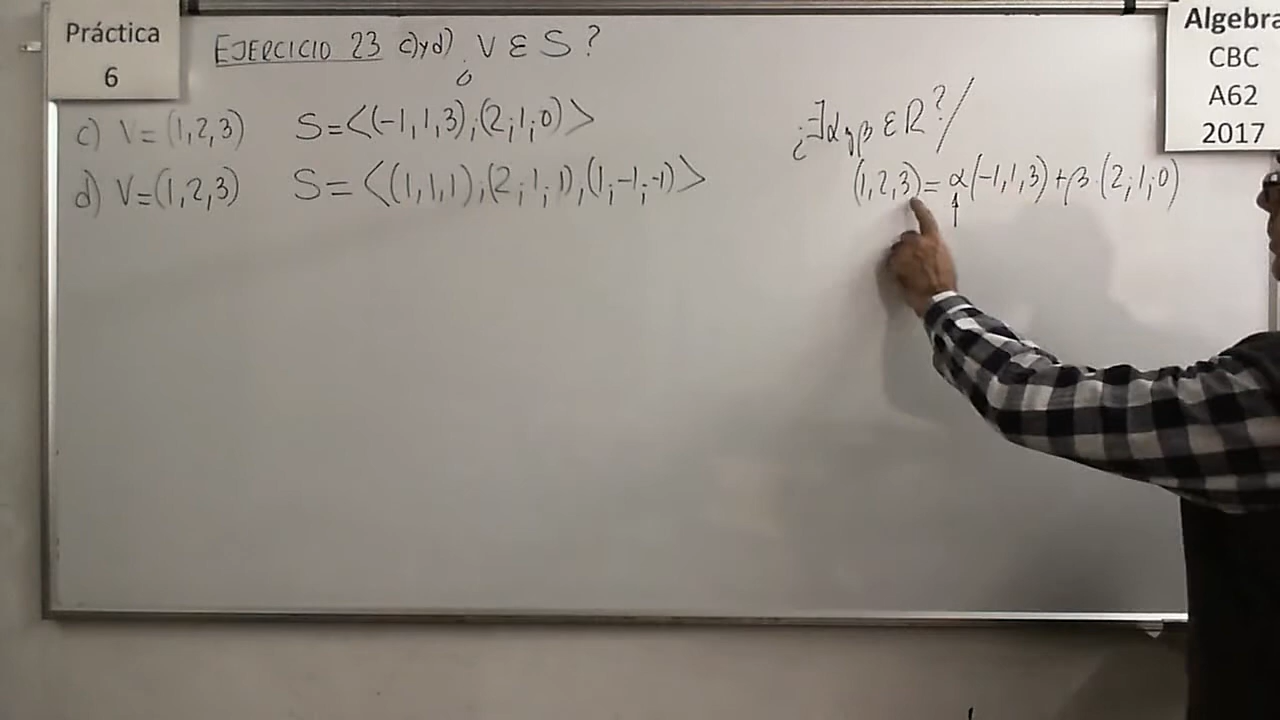 Práctica
6
EJERCICIO 23 c)yd) ¿V ∈ S?
c) V=(1,2,3) S=<(-1,1,3),(2;1;0)>
d) V=(1,2,3) S=<(1,1,1),(2;1;1),(1;-1;-1)>
¿∃α y β ∈ R?/
(1,2,3)=α(-1,1,3)+β.(2;1;0)
↑
Algebra
CBC
A62
2017